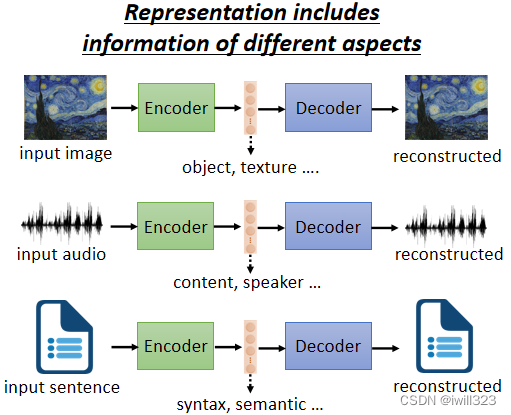 Representation includes
information of different aspects
Encoder
Decoder
input image
reconstructed
object, texture ….
Encoder
Decoder
input audio
reconstructed
content, speaker …
Encoder
Decoder
input sentence
reconstructed
syntax, semantic …
CSDN @iwill323